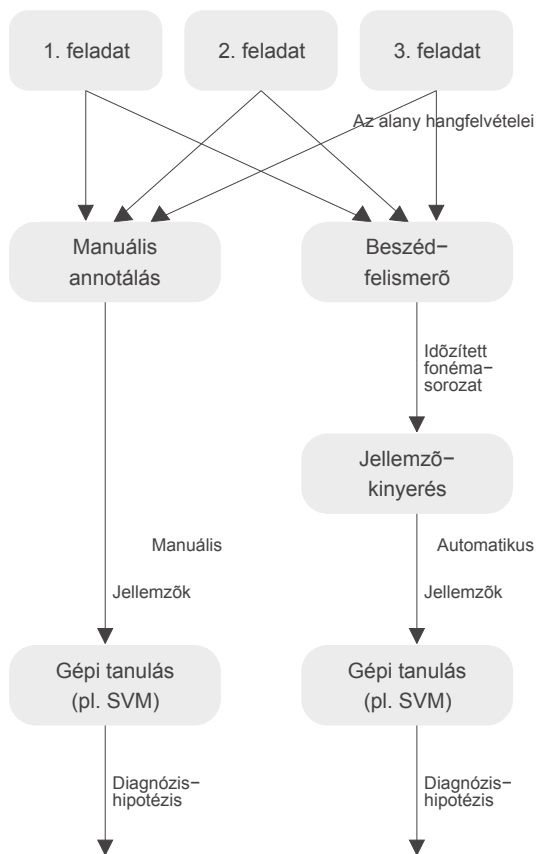 1. feladat
2. feladat
3. feladat
Az alany hangfelvételei
Manuális
annotálás
Beszéd−
felismerõ
Idõzített
fonéma−
sorozat
Jellemzõ−
kinyerés
Manuális
Automatikus
Jellemzõk
Jellemzõk
Gépi tanulás
(pl. SVM)
Gépi tanulás
(pl. SVM)
Diagnózis−
hipotézis
Diagnózis−
hipotézis